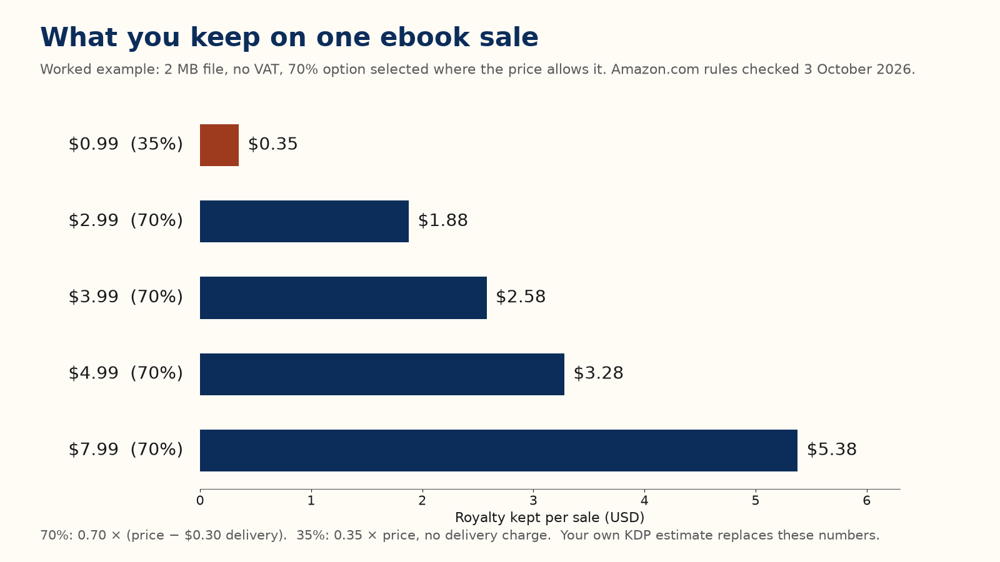 What you keep on one ebook sale
Worked example: 2 MB file, no VAT, 70% option selected where the price allows it. Amazon.com rules checked 3 October 2026.
$0.99 (35%) $0.35
$2.99 (70%) $1.88
$3.99 (70%) $2.58
$4.99 (70%) $3.28
$7.99 (70%) $5.38
0 1 2 3 4 5 6
Royalty kept per sale (USD)
70%: 0.70 × (price − $0.30 delivery). 35%: 0.35 × price, no delivery charge. Your own KDP estimate replaces these numbers.